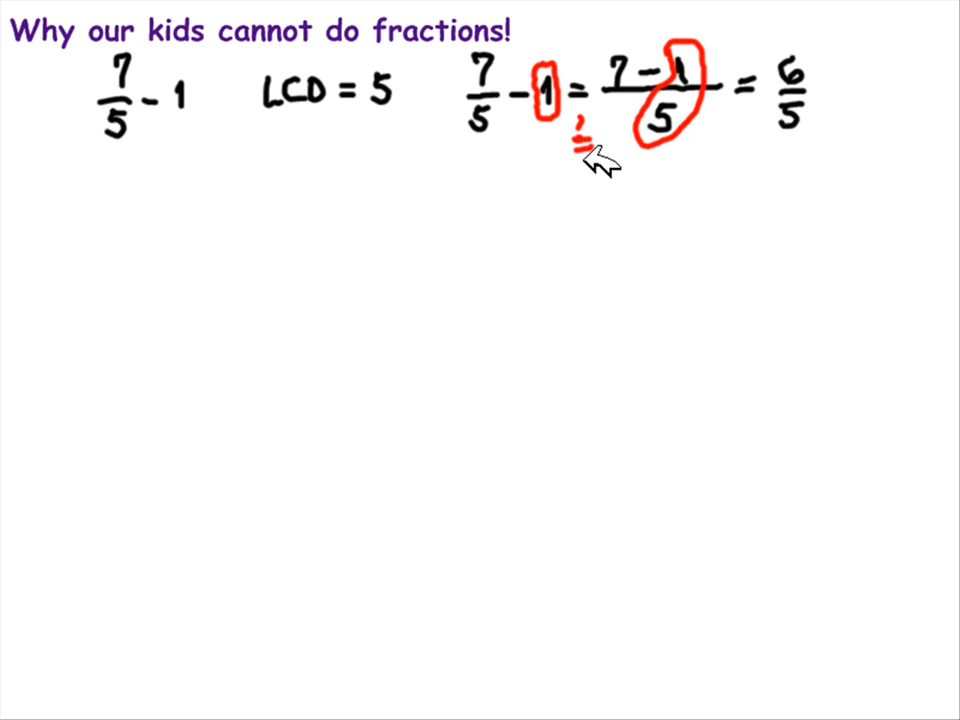 Why our kids cannot do fractions!
7/5 - 1 LCD = 5 7/5 - 1 = (7 - 1)/5 = 6/5
? =